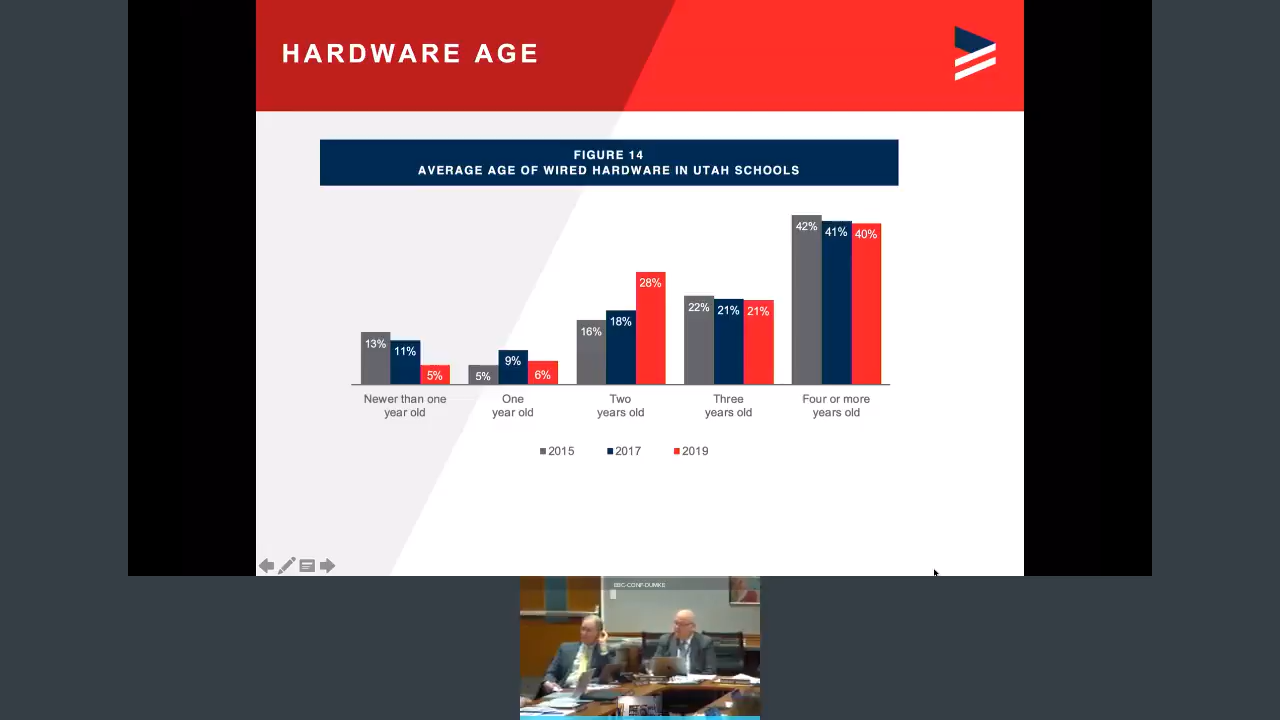 HARDWARE AGE
FIGURE 14
AVERAGE AGE OF WIRED HARDWARE IN UTAH SCHOOLS
13%
11%
5%
5%
9%
6%
16%
18%
28%
22%
21%
21%
42%
41%
40%
Newer than one
year old
One
year old
Two
years old
Three
years old
Four or more
years old
2015
2017
2019